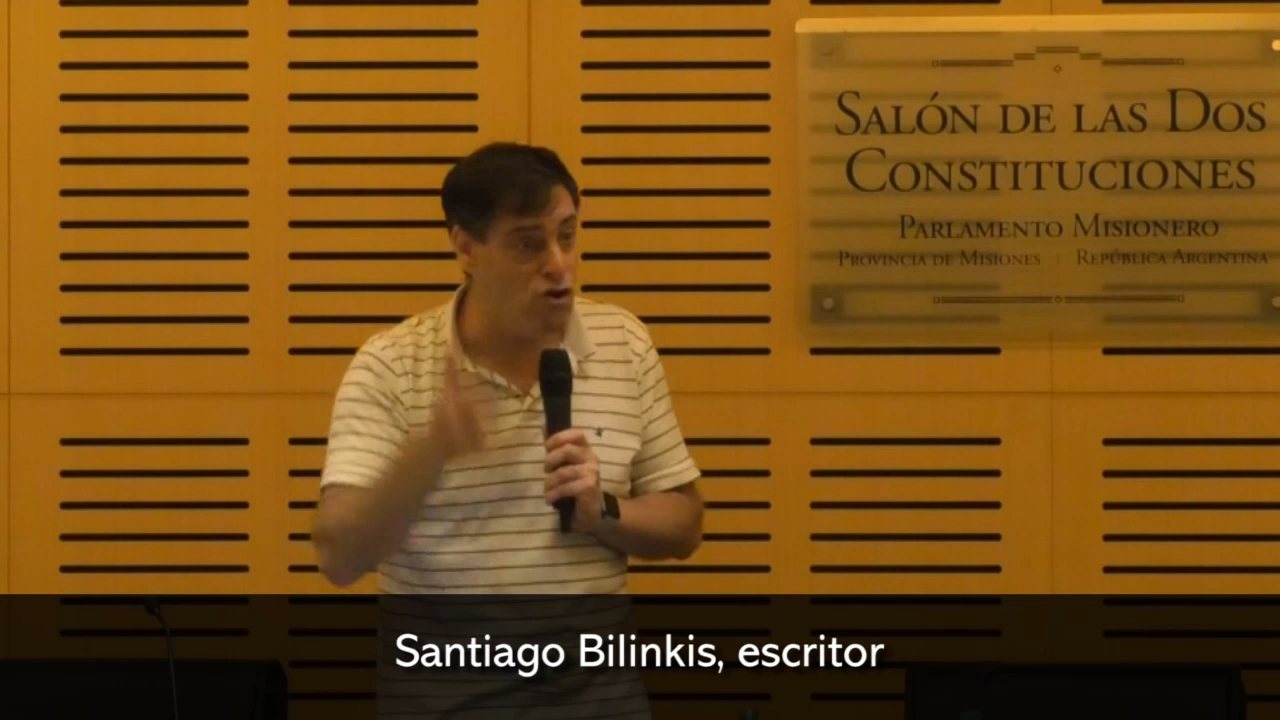 SALÓN DE LAS DOS
CONSTITUCIONES
PARLAMENTO MISIONERO
PROVINCIA DE MISIONES | REPÚBLICA ARGENTINA
Santiago Bilinkis, escritor